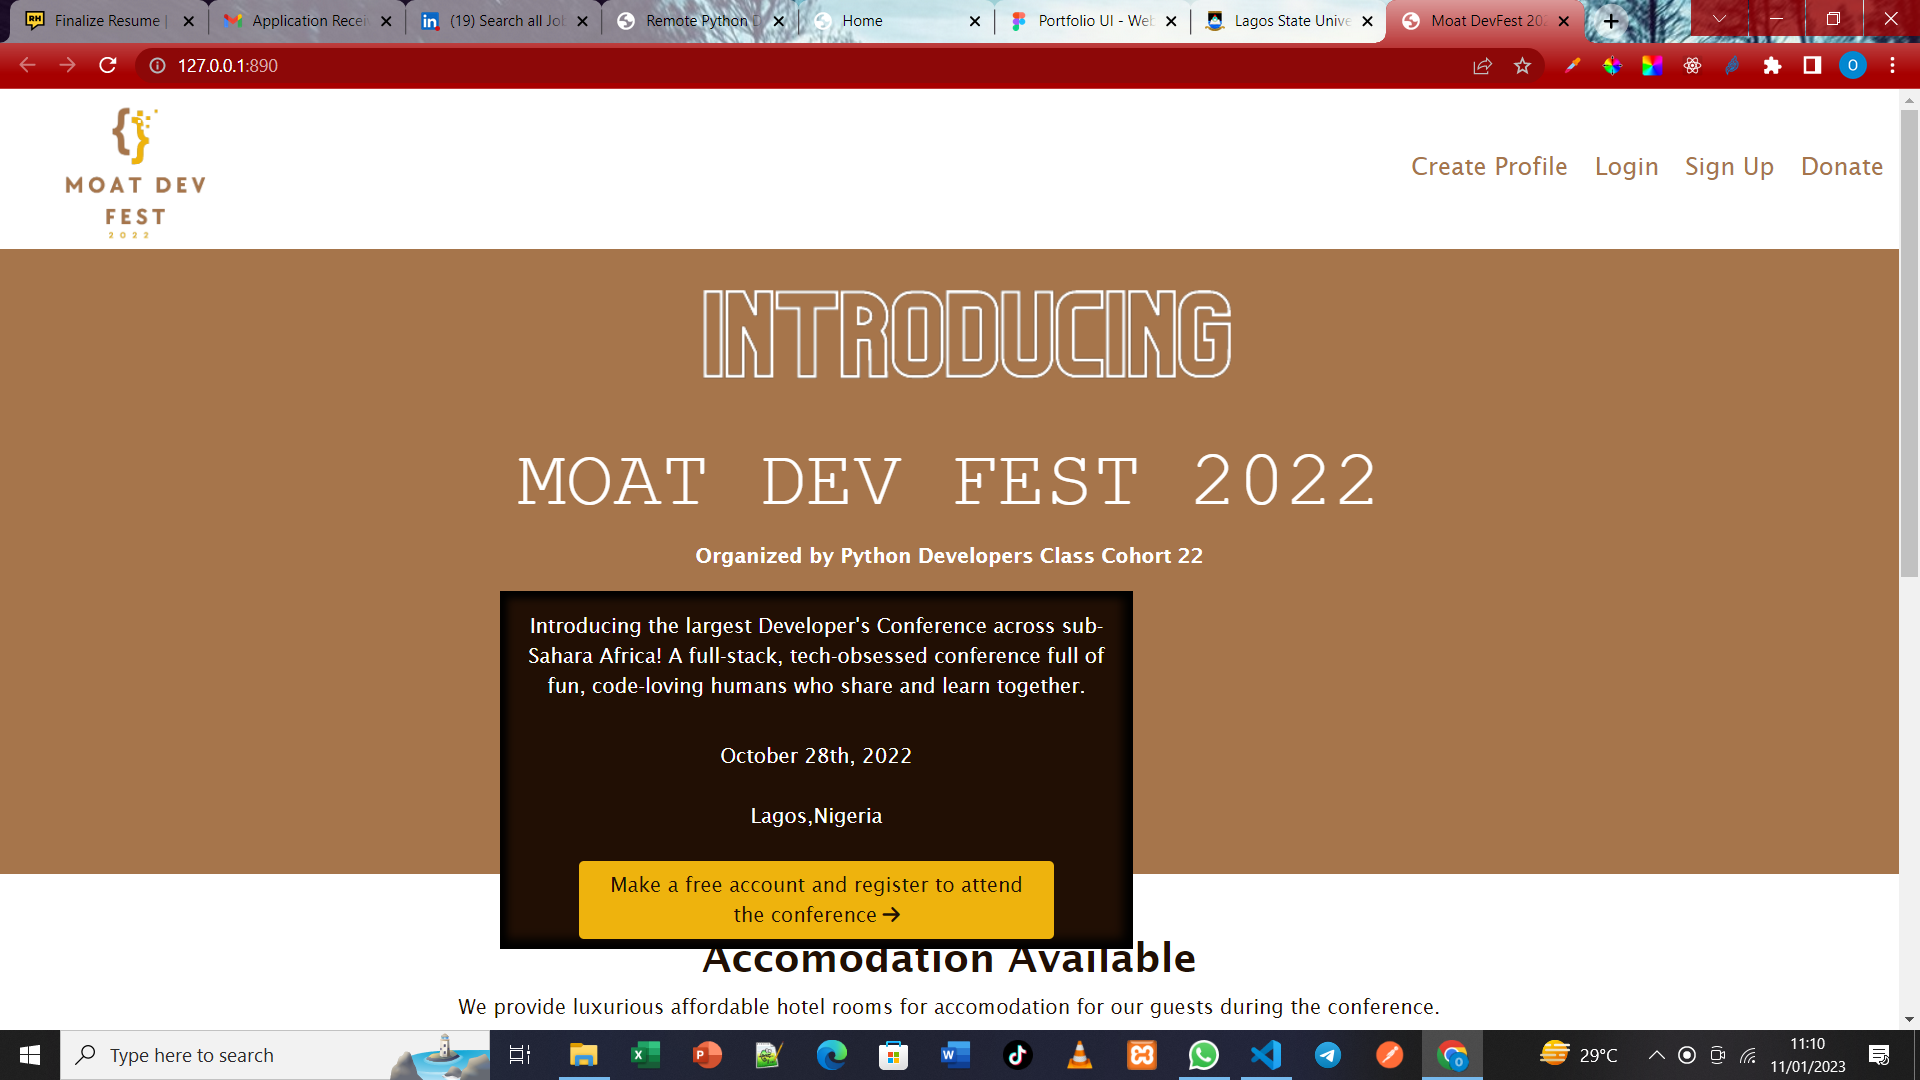 Finalize Resume |
Application Recei
(19) Search all Jo
Remote Python D
Home
Portfolio UI - Web
Lagos State Unive
Moat DevFest 202
127.0.0.1:890
O
MOAT DEV
FEST
2022
Create Profile
Login
Sign Up
Donate
INTRODUCING
MOAT DEV FEST 2022
Organized by Python Developers Class Cohort 22
Introducing the largest Developer's Conference across sub-
Sahara Africa! A full-stack, tech-obsessed conference full of
fun, code-loving humans who share and learn together.
October 28th, 2022
Lagos,Nigeria
Make a free account and register to attend
the conference →
Accomodation Available
We provide luxurious affordable hotel rooms for accomodation for our guests during the conference.
Type here to search
29°C
11:10
11/01/2023